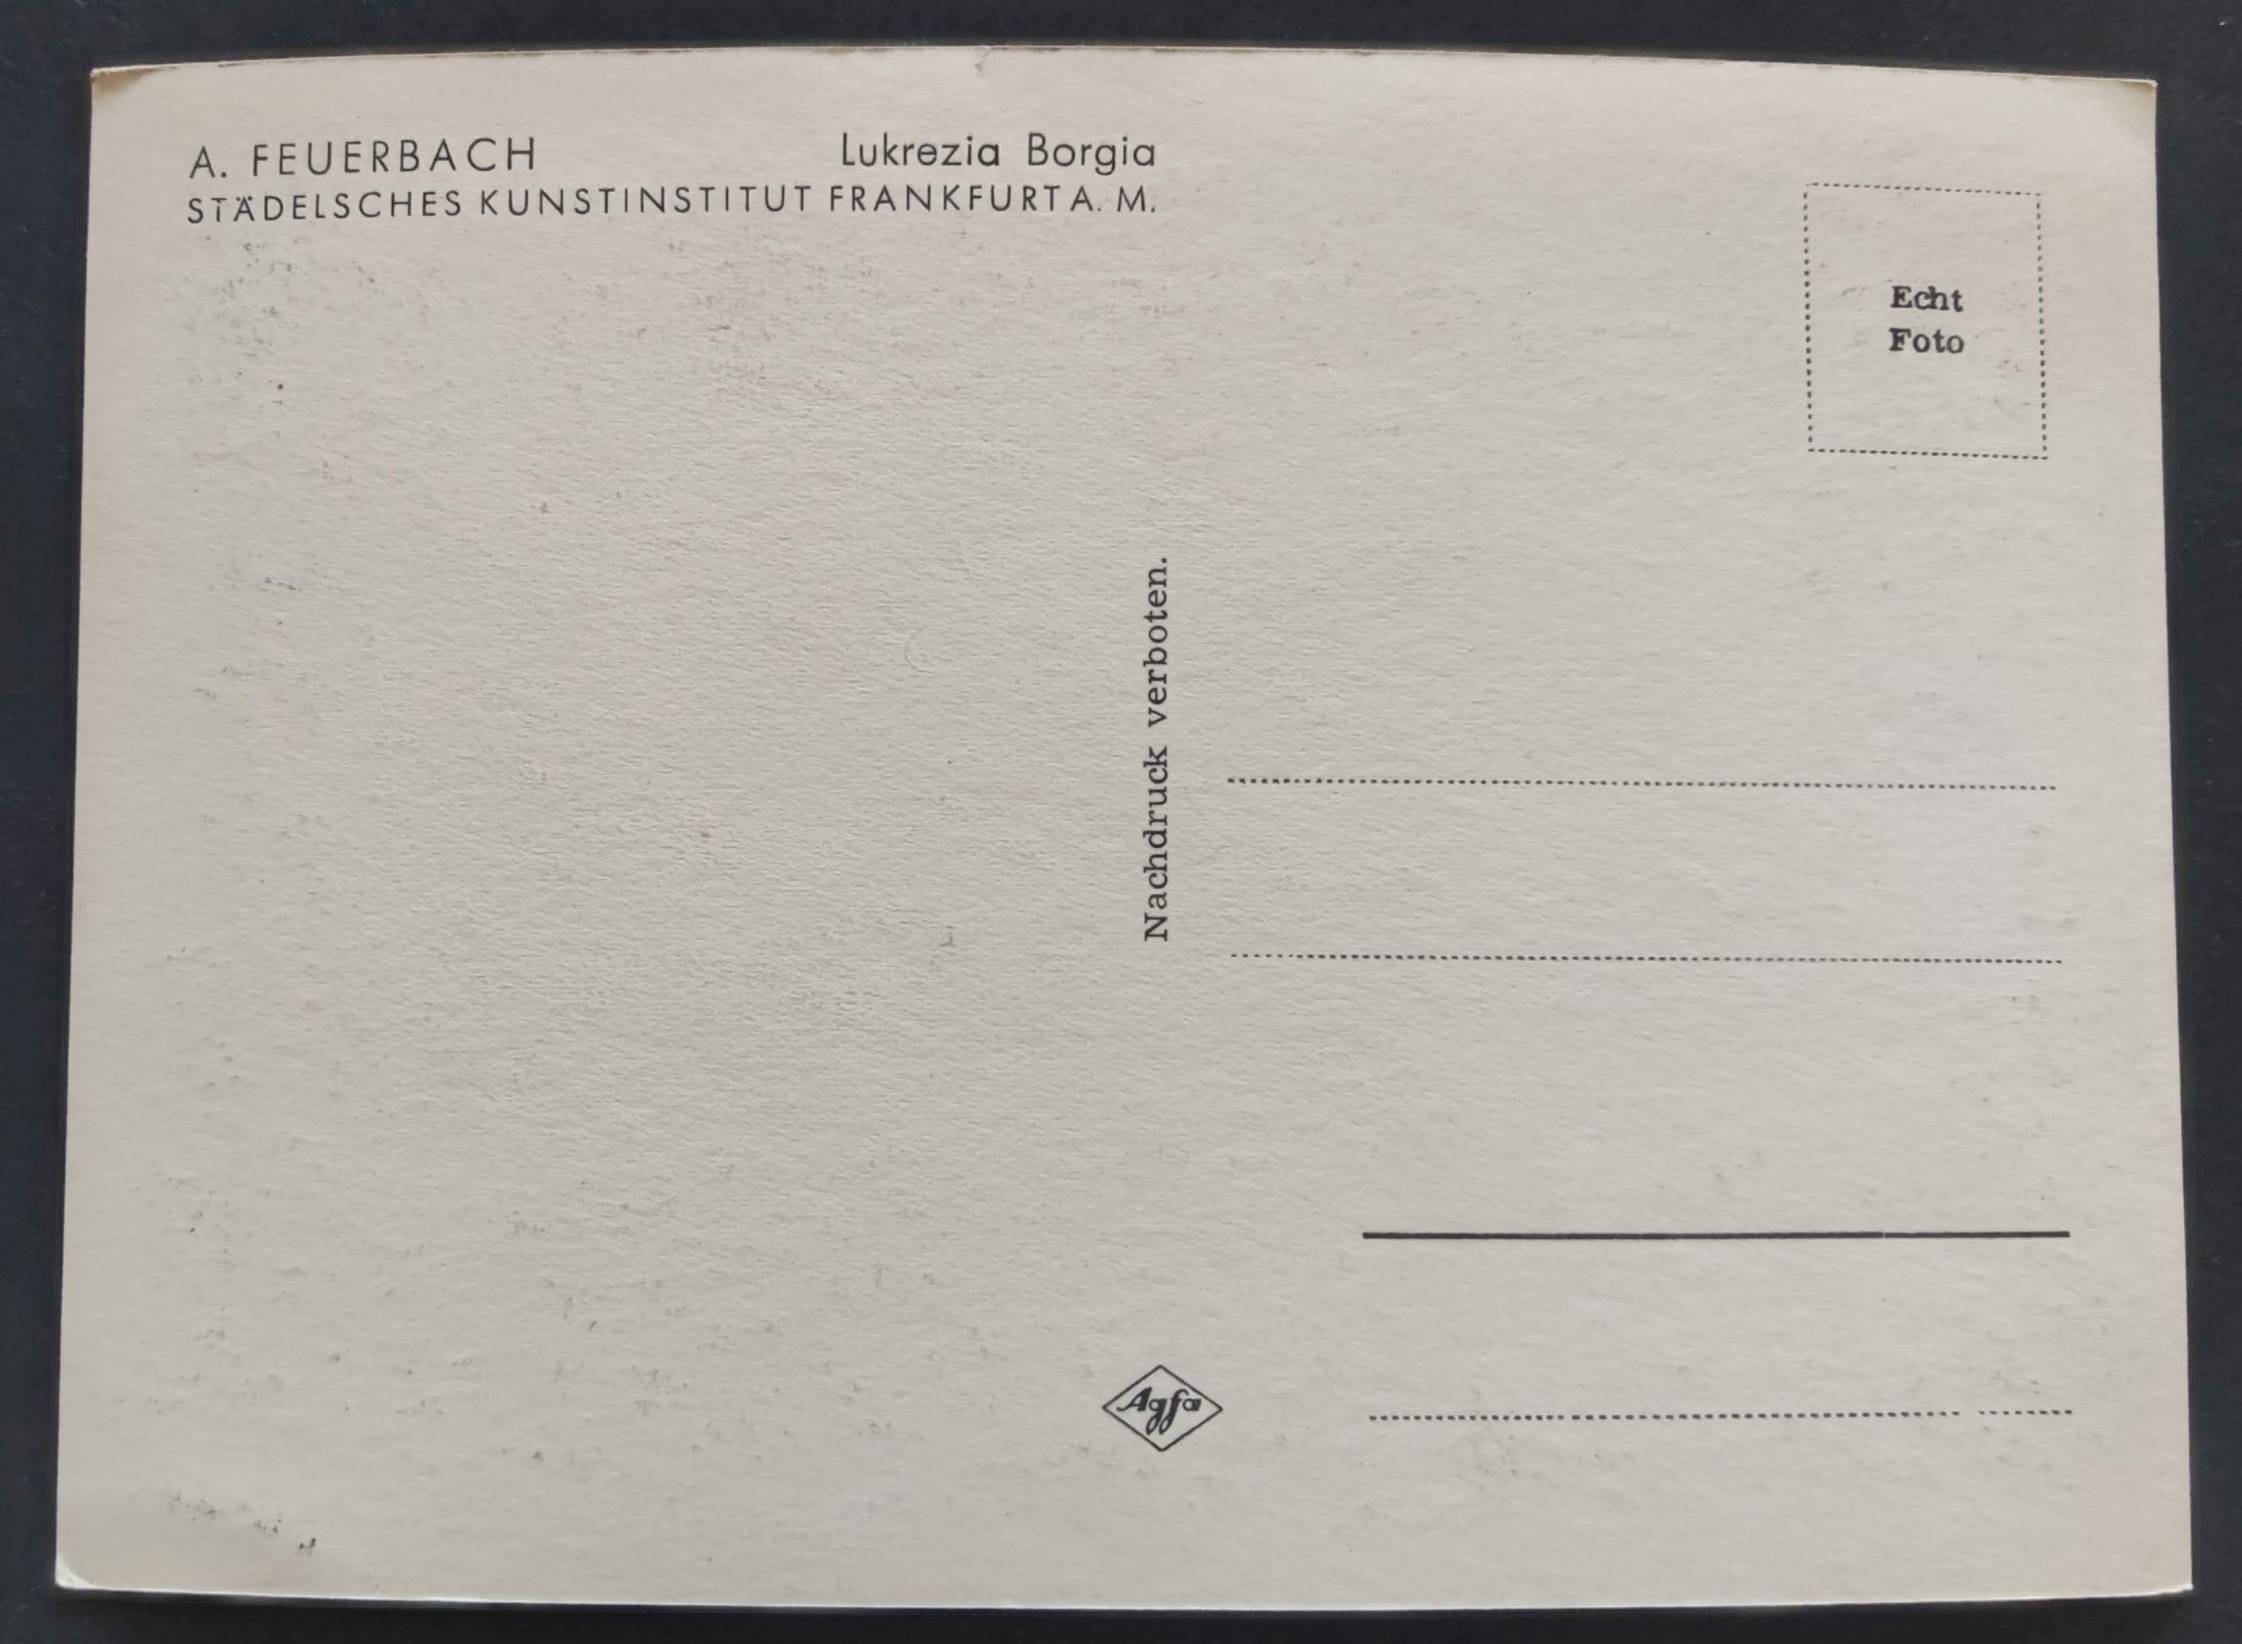 A. FEUERBACH Lukrezia Borgia
STÄDELSCHES KUNSTINSTITUT FRANKFURT A. M.
Echt
Foto
Nachdruck verboten.
Agfa